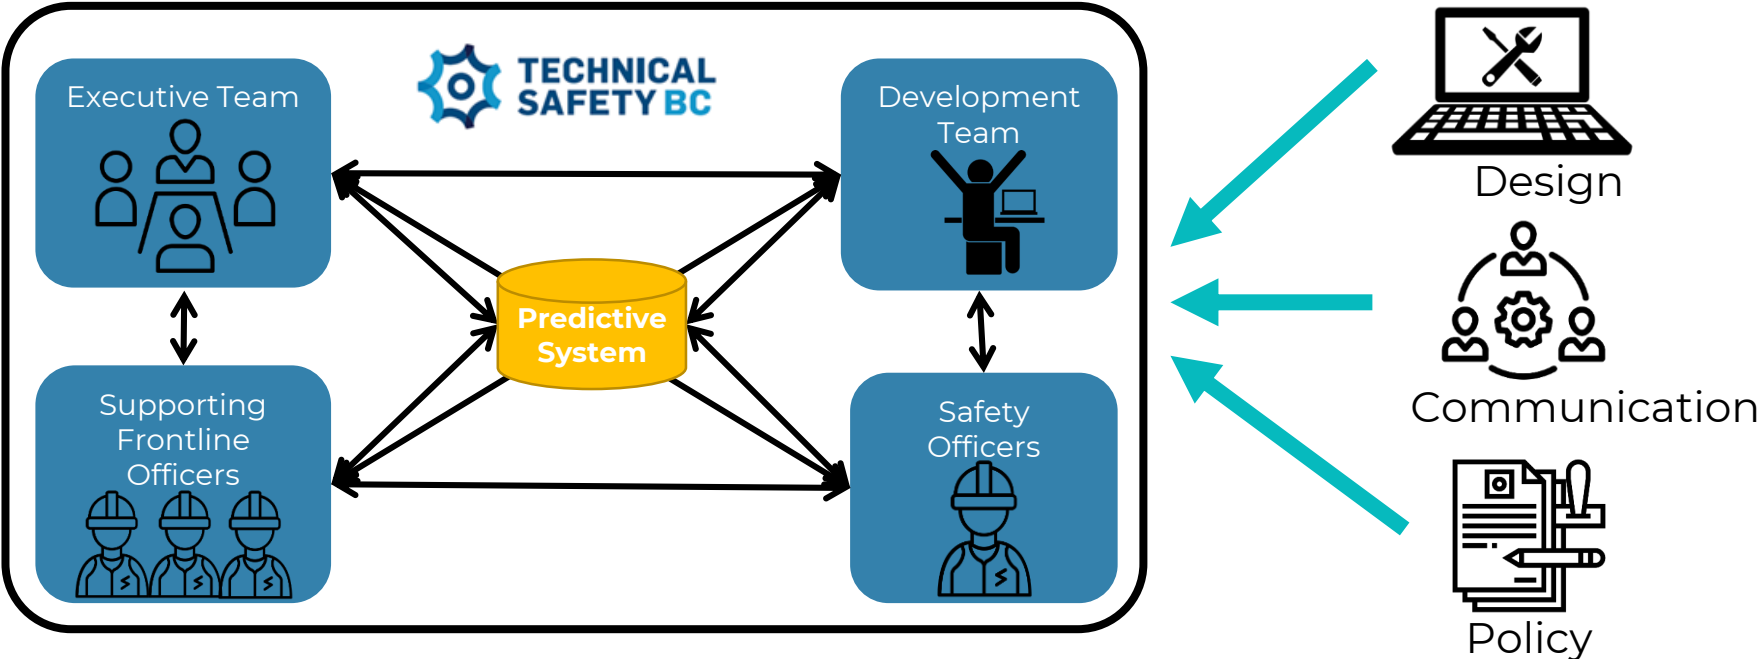 Executive Team
TECHNICAL
SAFETY BC
Development
Team
Design
Predictive
System
Communication
Supporting
Frontline
Officers
Safety
Officers
Policy